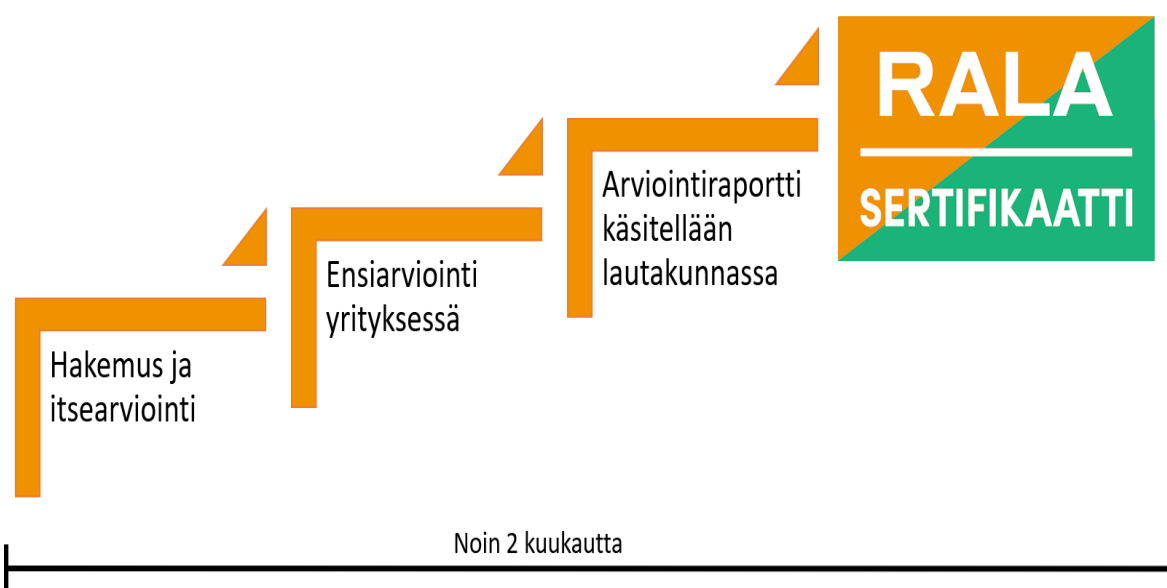 Hakemus ja
itsearviointi
Ensiarviointi
yrityksessä
Arviointiraportti
käsitellään
lautakunnassa
RALA
SERTIFIKAATTI
Noin 2 kuukautta